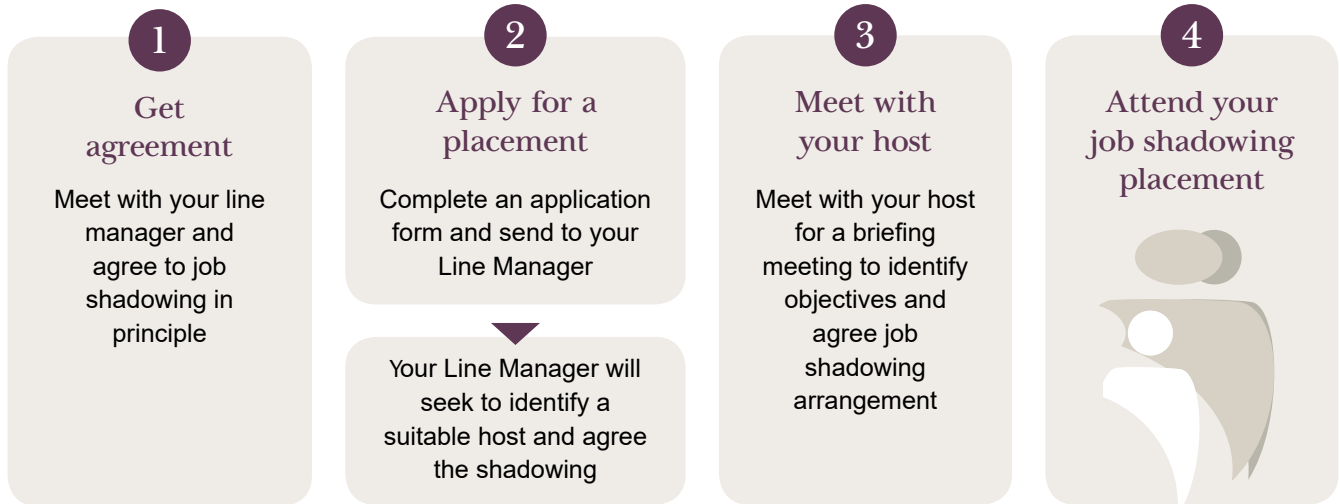 1
Get
agreement
Meet with your line
manager and
agree to job
shadowing in
principle
2
Apply for a
placement
Complete an application
form and send to your
Line Manager
Your Line Manager will
seek to identify a
suitable host and agree
the shadowing
3
Meet with
your host
Meet with your host
for a briefing
meeting to identify
objectives and
agree job
shadowing
arrangement
4
Attend your
job shadowing
placement